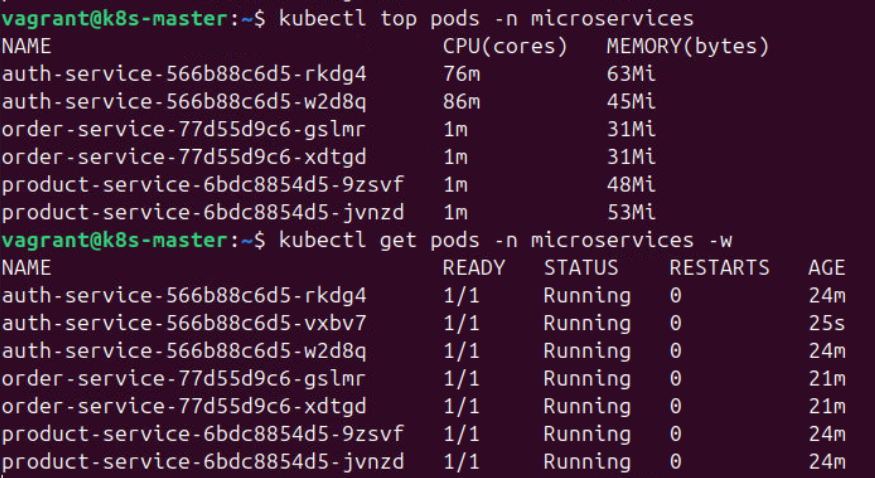 vagrant@k8s-master:~$ kubectl top pods -n microservices
NAME CPU(cores) MEMORY(bytes)
auth-service-566b88c6d5-rkdg4 76m 63Mi
auth-service-566b88c6d5-w2d8q 86m 45Mi
order-service-77d55d9c6-gslmr 1m 31Mi
order-service-77d55d9c6-xdtgd 1m 31Mi
product-service-6bdc8854d5-9zsvf 1m 48Mi
product-service-6bdc8854d5-jvnzd 1m 53Mi
vagrant@k8s-master:~$ kubectl get pods -n microservices -w
NAME READY STATUS RESTARTS AGE
auth-service-566b88c6d5-rkdg4 1/1 Running 0 24m
auth-service-566b88c6d5-vxbv7 1/1 Running 0 25s
auth-service-566b88c6d5-w2d8q 1/1 Running 0 24m
order-service-77d55d9c6-gslmr 1/1 Running 0 21m
order-service-77d55d9c6-xdtgd 1/1 Running 0 21m
product-service-6bdc8854d5-9zsvf 1/1 Running 0 24m
product-service-6bdc8854d5-jvnzd 1/1 Running 0 24m